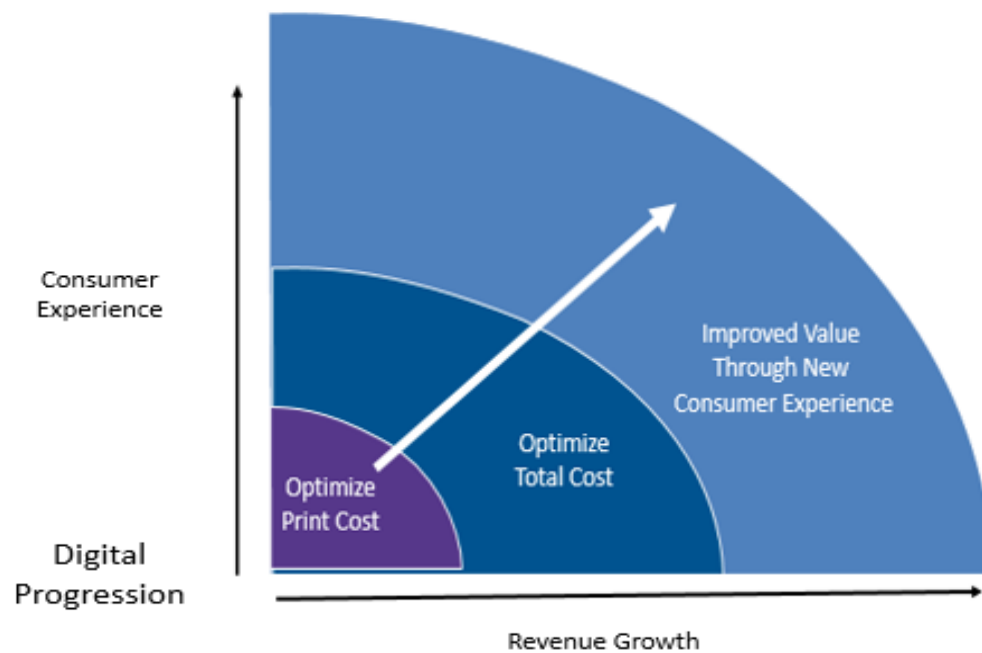 Consumer
Experience
Improved Value
Through New
Consumer Experience
Optimize
Total Cost
Optimize
Print Cost
Digital
Progression
Revenue Growth